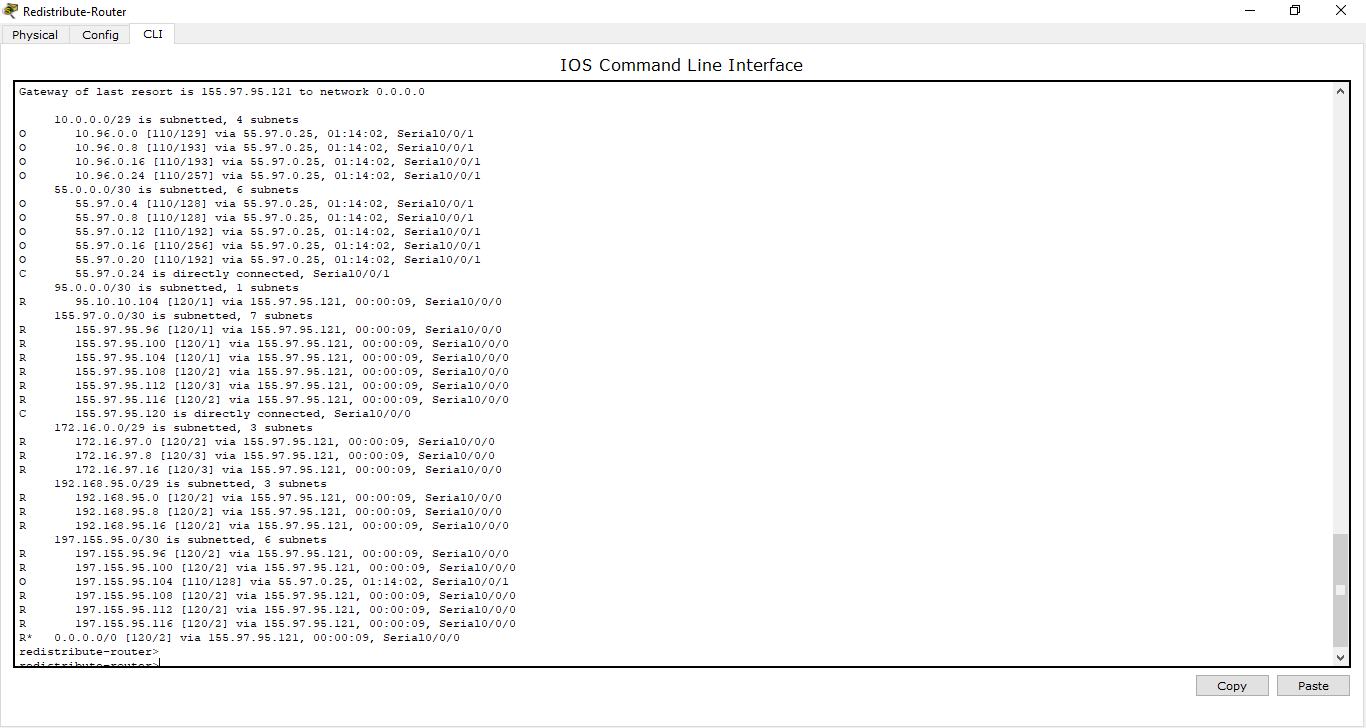 Redistribute-Router
Physical Config CLI
IOS Command Line Interface
Gateway of last resort is 155.97.95.121 to network 0.0.0.0
10.0.0.0/29 is subnetted, 4 subnets
O 10.96.0.0 [110/129] via 55.97.0.25, 01:14:02, Serial0/0/1
O 10.96.0.8 [110/193] via 55.97.0.25, 01:14:02, Serial0/0/1
O 10.96.0.16 [110/193] via 55.97.0.25, 01:14:02, Serial0/0/1
O 10.96.0.24 [110/257] via 55.97.0.25, 01:14:02, Serial0/0/1
55.0.0.0/30 is subnetted, 6 subnets
O 55.97.0.4 [110/128] via 55.97.0.25, 01:14:02, Serial0/0/1
O 55.97.0.8 [110/128] via 55.97.0.25, 01:14:02, Serial0/0/1
O 55.97.0.12 [110/192] via 55.97.0.25, 01:14:02, Serial0/0/1
O 55.97.0.16 [110/256] via 55.97.0.25, 01:14:02, Serial0/0/1
O 55.97.0.20 [110/192] via 55.97.0.25, 01:14:02, Serial0/0/1
C 55.97.0.24 is directly connected, Serial0/0/1
95.0.0.0/30 is subnetted, 1 subnets
R 95.10.10.104 [120/1] via 155.97.95.121, 00:00:09, Serial0/0/0
155.97.0.0/30 is subnetted, 7 subnets
R 155.97.95.96 [120/1] via 155.97.95.121, 00:00:09, Serial0/0/0
R 155.97.95.100 [120/1] via 155.97.95.121, 00:00:09, Serial0/0/0
R 155.97.95.104 [120/1] via 155.97.95.121, 00:00:09, Serial0/0/0
R 155.97.95.108 [120/2] via 155.97.95.121, 00:00:09, Serial0/0/0
R 155.97.95.112 [120/3] via 155.97.95.121, 00:00:09, Serial0/0/0
R 155.97.95.116 [120/2] via 155.97.95.121, 00:00:09, Serial0/0/0
C 155.97.95.120 is directly connected, Serial0/0/0
172.16.0.0/29 is subnetted, 3 subnets
R 172.16.97.0 [120/2] via 155.97.95.121, 00:00:09, Serial0/0/0
R 172.16.97.8 [120/3] via 155.97.95.121, 00:00:09, Serial0/0/0
R 172.16.97.16 [120/3] via 155.97.95.121, 00:00:09, Serial0/0/0
192.168.95.0/29 is subnetted, 3 subnets
R 192.168.95.0 [120/2] via 155.97.95.121, 00:00:09, Serial0/0/0
R 192.168.95.8 [120/2] via 155.97.95.121, 00:00:09, Serial0/0/0
R 192.168.95.16 [120/2] via 155.97.95.121, 00:00:09, Serial0/0/0
197.155.95.0/30 is subnetted, 6 subnets
R 197.155.95.96 [120/2] via 155.97.95.121, 00:00:09, Serial0/0/0
R 197.155.95.100 [120/2] via 155.97.95.121, 00:00:09, Serial0/0/0
O 197.155.95.104 [110/128] via 55.97.0.25, 01:14:02, Serial0/0/1
R 197.155.95.108 [120/2] via 155.97.95.121, 00:00:09, Serial0/0/0
R 197.155.95.112 [120/2] via 155.97.95.121, 00:00:09, Serial0/0/0
R 197.155.95.116 [120/2] via 155.97.95.121, 00:00:09, Serial0/0/0
R* 0.0.0.0/0 [120/2] via 155.97.95.121, 00:00:09, Serial0/0/0
redistribute-router>
redistribute-router>
Copy Paste